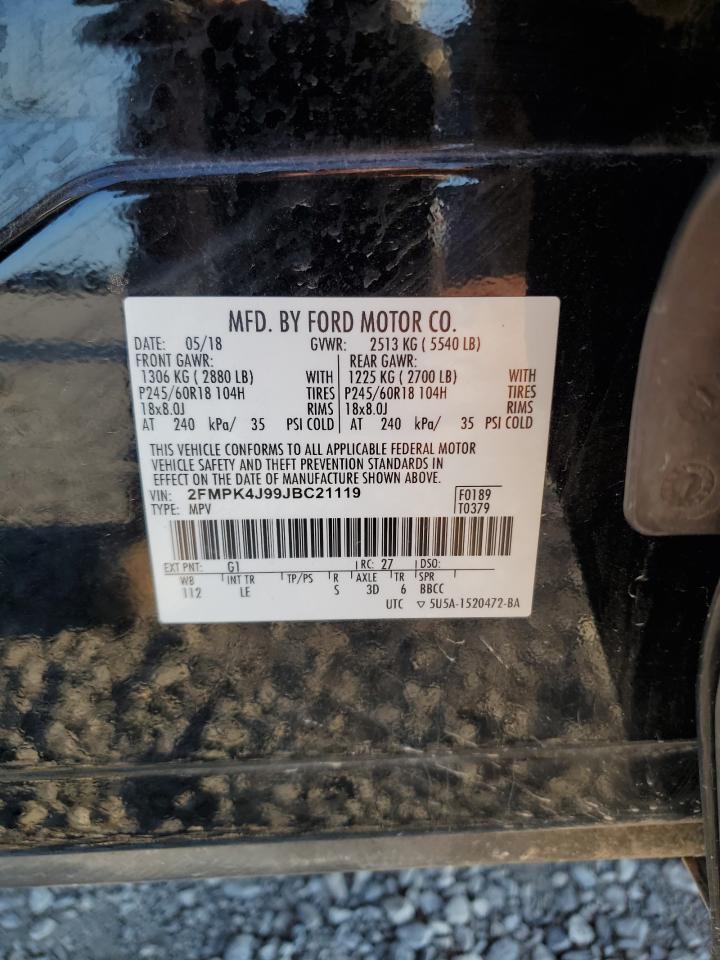 MFD. BY FORD MOTOR CO.
DATE: 05/18 GVWR: 2513 KG ( 5540 LB)
FRONT GAWR: REAR GAWR:
1306 KG ( 2880 LB) WITH 1225 KG ( 2700 LB) WITH
P245/60R18 104H TIRES P245/60R18 104H TIRES
18x8.0J RIMS 18x8.0J RIMS
AT 240 kPa/ 35 PSI COLD AT 240 kPa/ 35 PSI COLD
THIS VEHICLE CONFORMS TO ALL APPLICABLE FEDERAL MOTOR
VEHICLE SAFETY AND THEFT PREVENTION STANDARDS IN
EFFECT ON THE DATE OF MANUFACTURE SHOWN ABOVE.
VIN: 2FMPK4J99JBC21119 F0189
TYPE: MPV T0379
EXT PNT: G1 RC: 27 DSO:
WB INT TR TP/PS R AXLE TR SPR
112 LE S 3D 6 BBCC
UTC ▽ 5U5A-1520472-BA